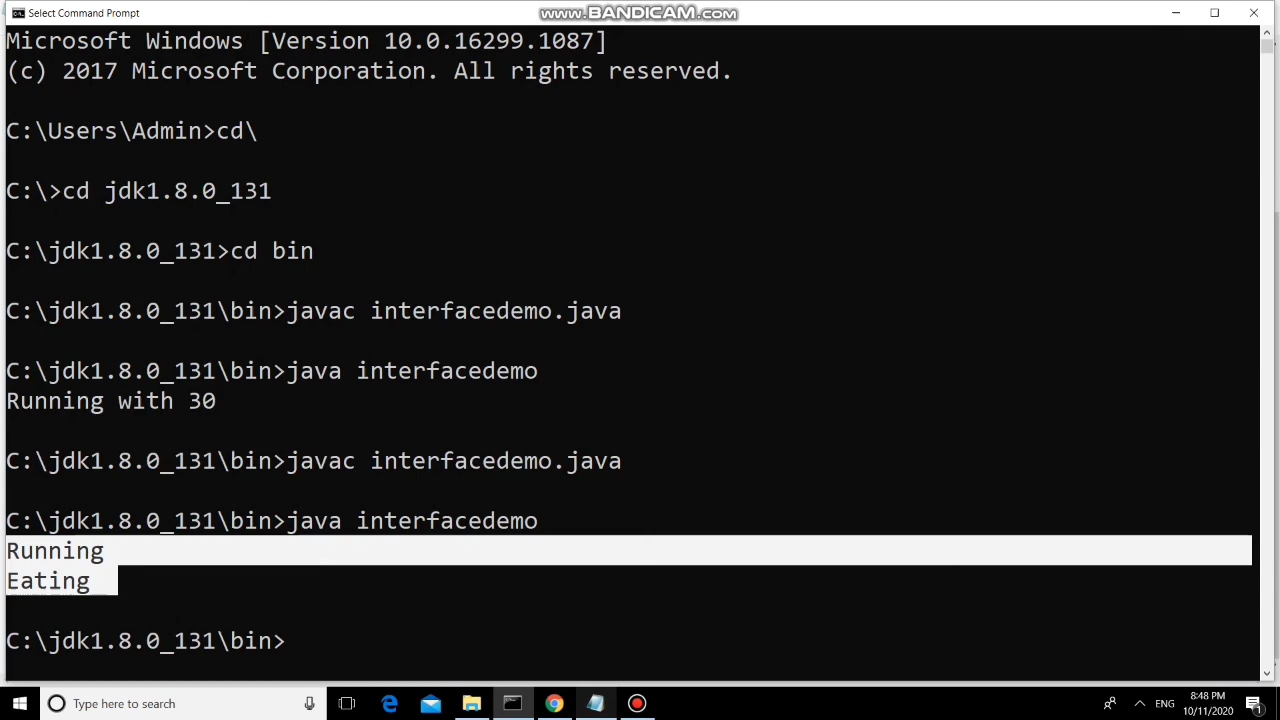 Select Command Prompt
www.BANDICAM.com
Microsoft Windows [Version 10.0.16299.1087]
(c) 2017 Microsoft Corporation. All rights reserved.
C:\Users\Admin>cd\
C:\>cd jdk1.8.0_131
C:\jdk1.8.0_131>cd bin
C:\jdk1.8.0_131\bin>javac interfacedemo.java
C:\jdk1.8.0_131\bin>java interfacedemo
Running with 30
C:\jdk1.8.0_131\bin>javac interfacedemo.java
C:\jdk1.8.0_131\bin>java interfacedemo
Running
Eating
C:\jdk1.8.0_131\bin>
Type here to search
ENG
8:48 PM
10/11/2020
1